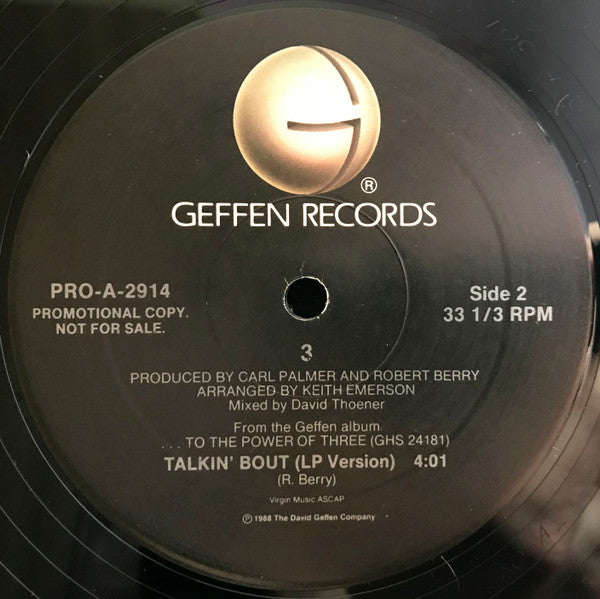 ®
GEFFEN RECORDS
PRO-A-2914
PROMOTIONAL COPY.
NOT FOR SALE.
Side 2
33 1/3 RPM
3
PRODUCED BY CARL PALMER AND ROBERT BERRY
ARRANGED BY KEITH EMERSON
Mixed by David Thoener
From the Geffen album
. . . TO THE POWER OF THREE (GHS 24181)
TALKIN' BOUT (LP Version) 4:01
(R. Berry)
Virgin Music ASCAP
℗ 1988 The David Geffen Company